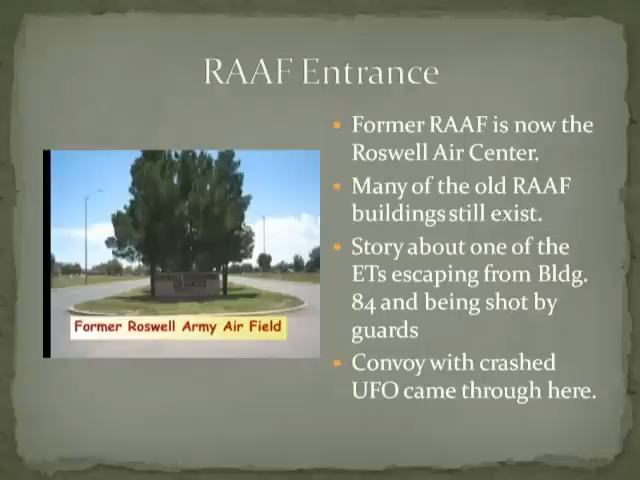 RAAF Entrance
Former RAAF is now the
Roswell Air Center.
Many of the old RAAF
buildings still exist.
Story about one of the
ETs escaping from Bldg.
84 and being shot by
guards
Convoy with crashed
UFO came through here.
Former Roswell Army Air Field